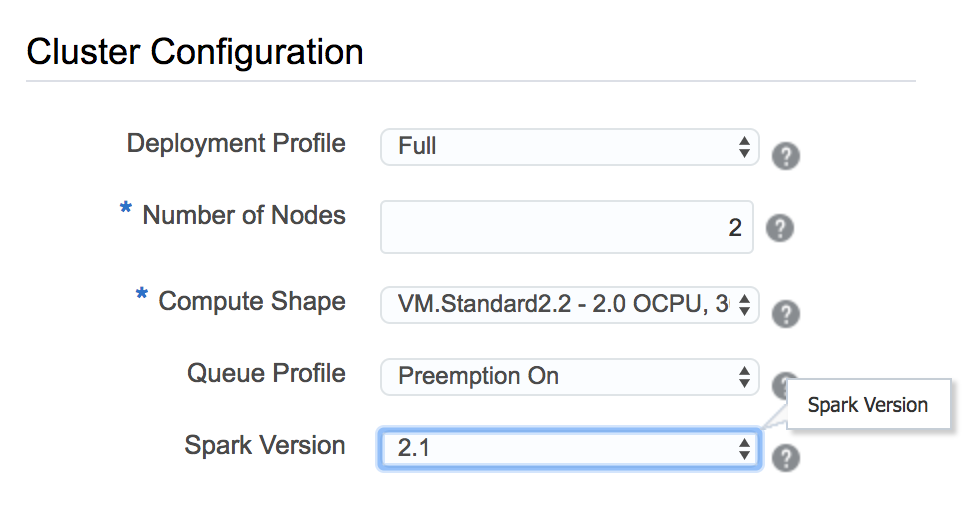 Cluster Configuration
Deployment Profile Full
* Number of Nodes 2
* Compute Shape VM.Standard2.2 - 2.0 OCPU, 3
Queue Profile Preemption On
Spark Version
Spark Version 2.1